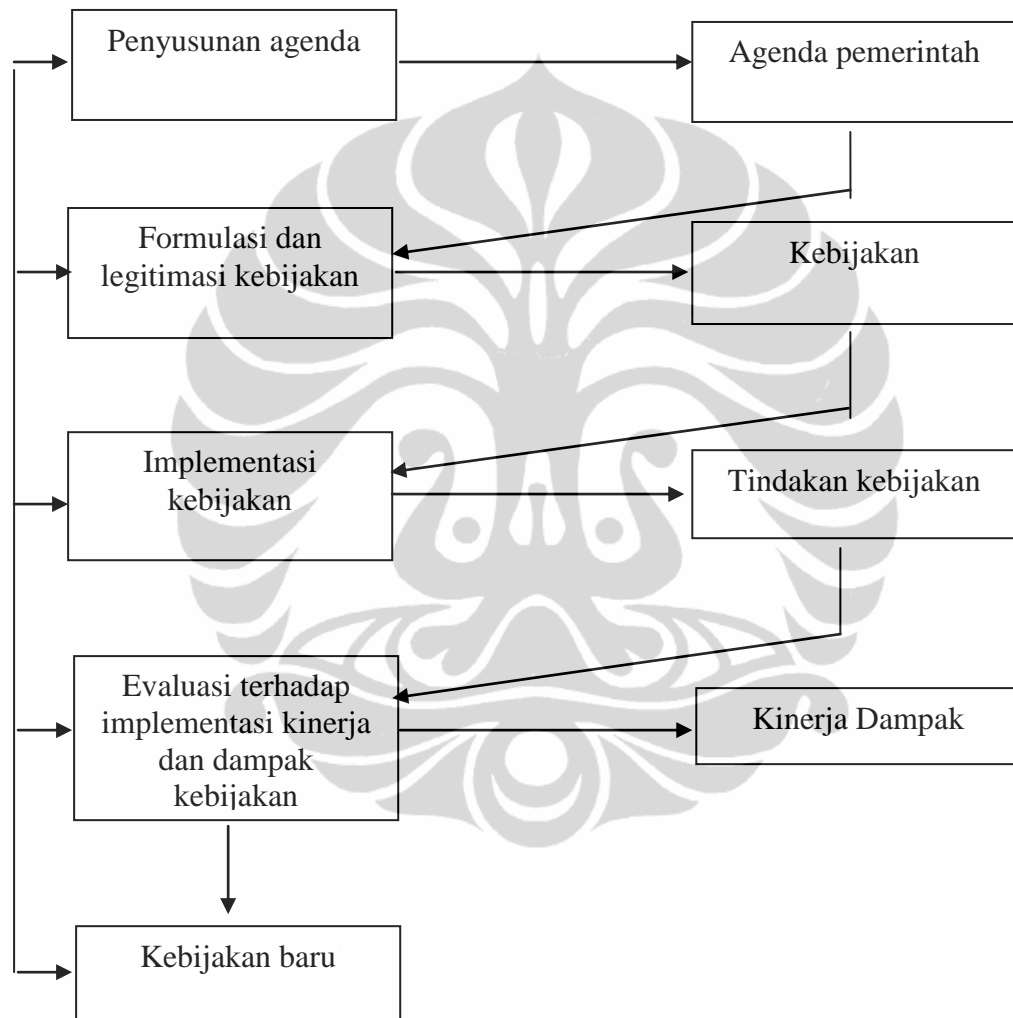 Penyusunan agenda
Agenda pemerintah
Formulasi dan
legitimasi kebijakan
Kebijakan
Implementasi
kebijakan
Tindakan kebijakan
Evaluasi terhadap
implementasi kinerja
dan dampak
kebijakan
Kinerja Dampak
Kebijakan baru